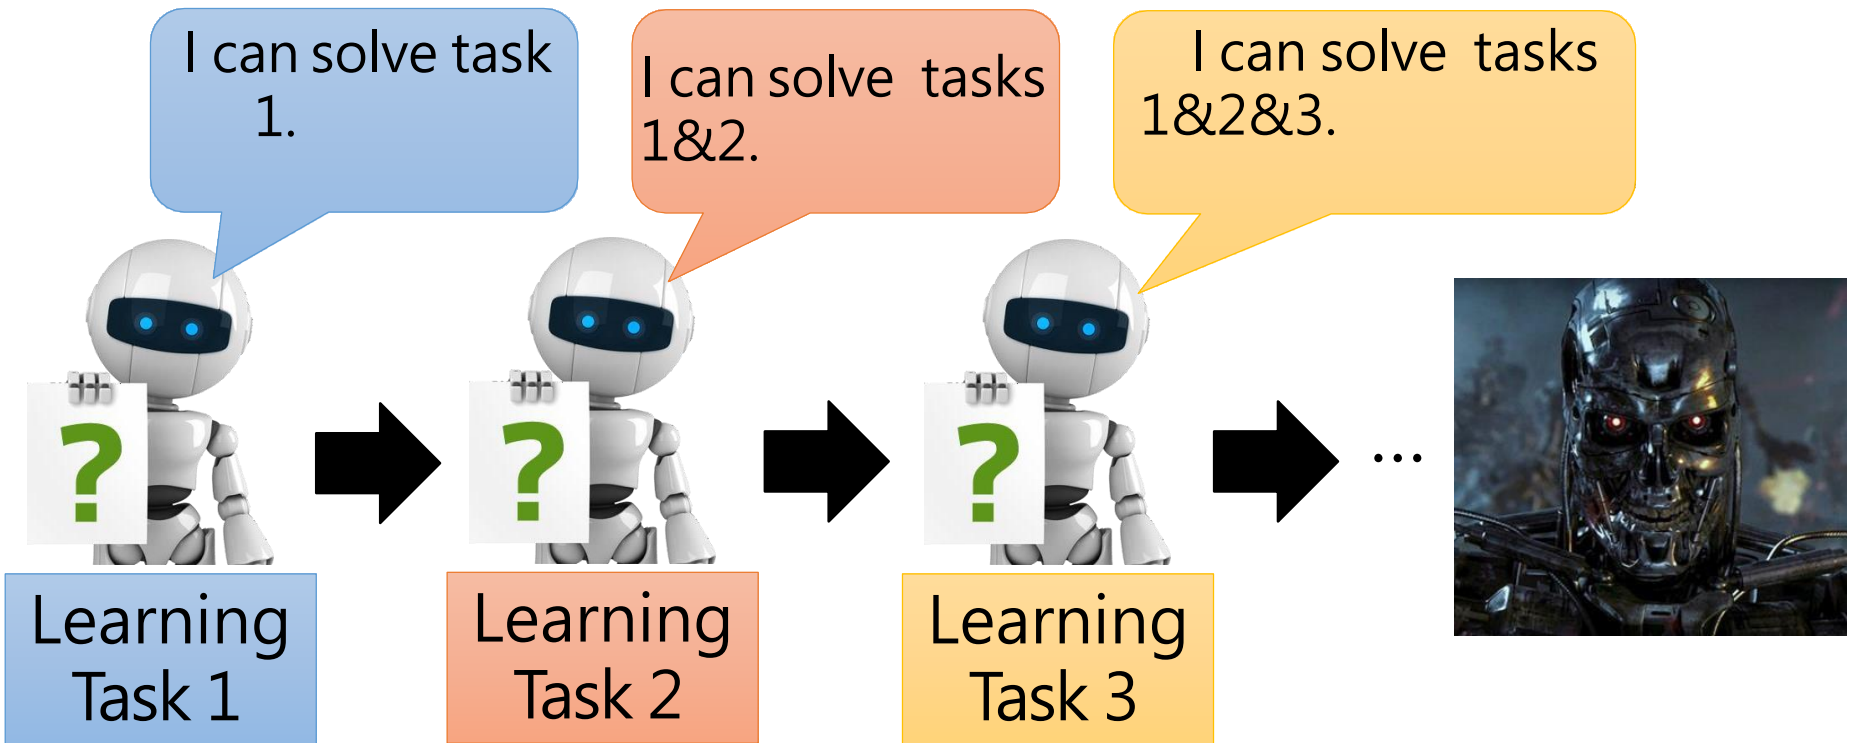 I can solve task
1.
I can solve tasks
1&2.
I can solve tasks
1&2&3.
?
?
?
...
Learning
Task 1
Learning
Task 2
Learning
Task 3